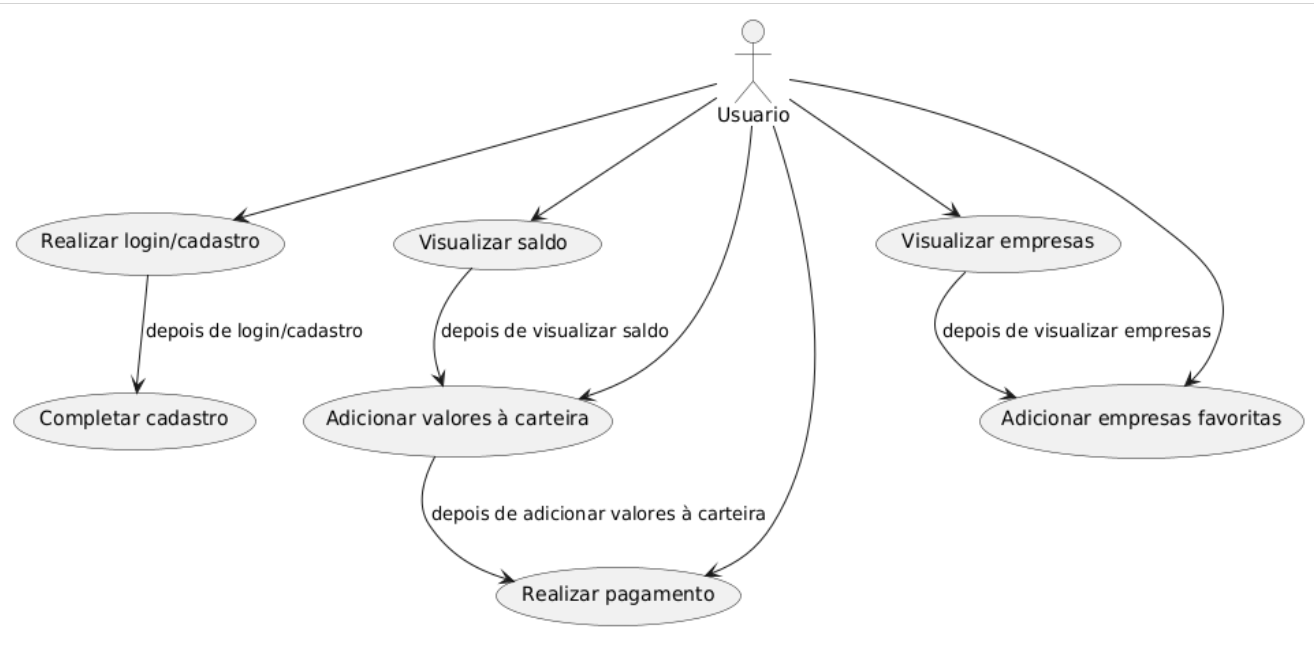 Usuario
Realizar login/cadastro
Visualizar saldo
Visualizar empresas
depois de login/cadastro
depois de visualizar saldo
depois de visualizar empresas
Completar cadastro
Adicionar valores à carteira
Adicionar empresas favoritas
depois de adicionar valores à carteira
Realizar pagamento